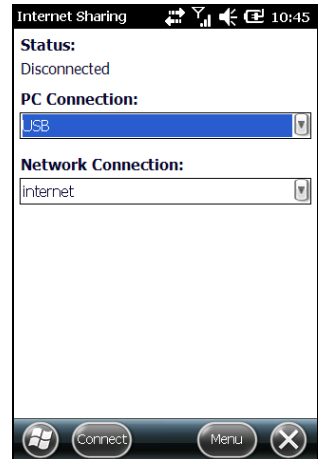 Internet Sharing 10:45
Status:
Disconnected
PC Connection:
USB
Network Connection:
internet
Connect Menu